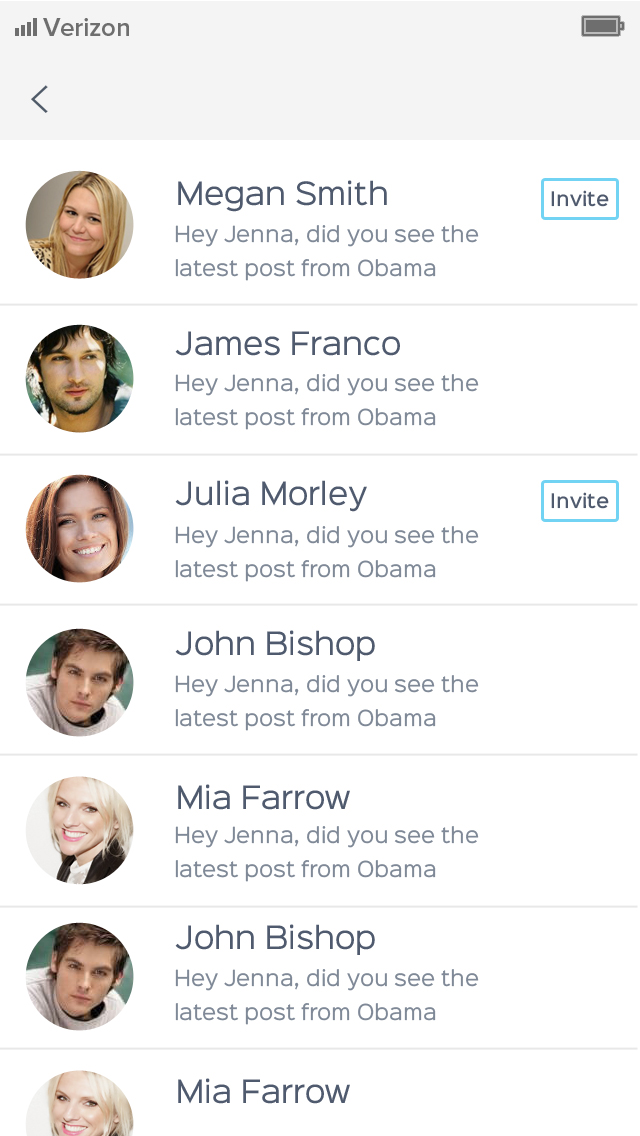 Verizon
Megan Smith
Invite
Hey Jenna, did you see the
latest post from Obama
James Franco
Hey Jenna, did you see the
latest post from Obama
Julia Morley
Invite
Hey Jenna, did you see the
latest post from Obama
John Bishop
Hey Jenna, did you see the
latest post from Obama
Mia Farrow
Hey Jenna, did you see the
latest post from Obama
John Bishop
Hey Jenna, did you see the
latest post from Obama
Mia Farrow